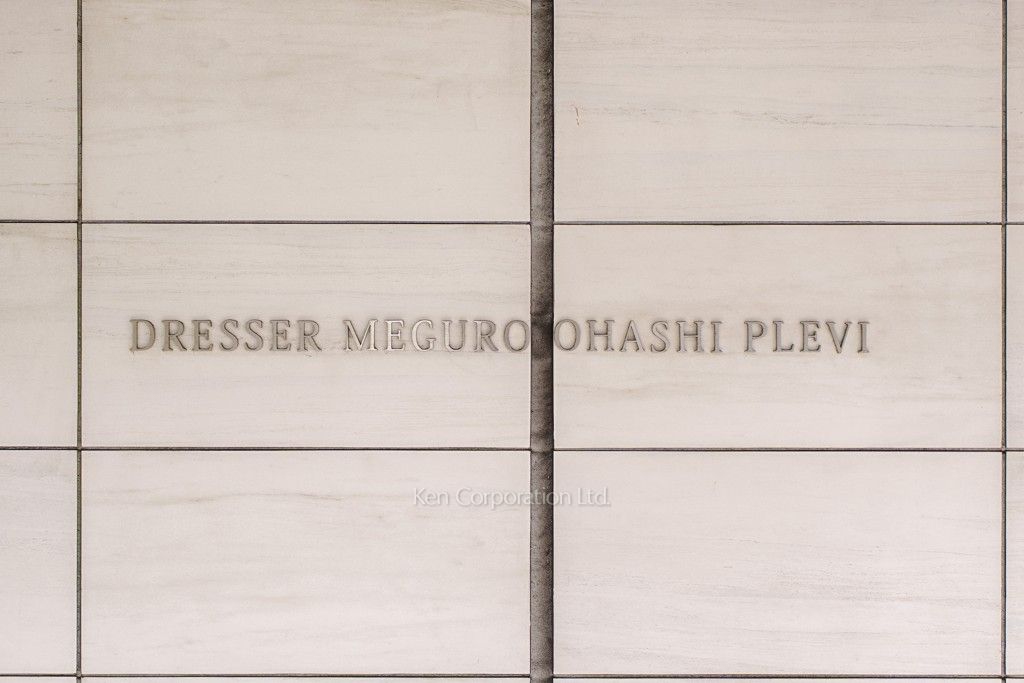 DRESSER MEGURO OHASHI PLEVI
Ken Corporation Ltd.